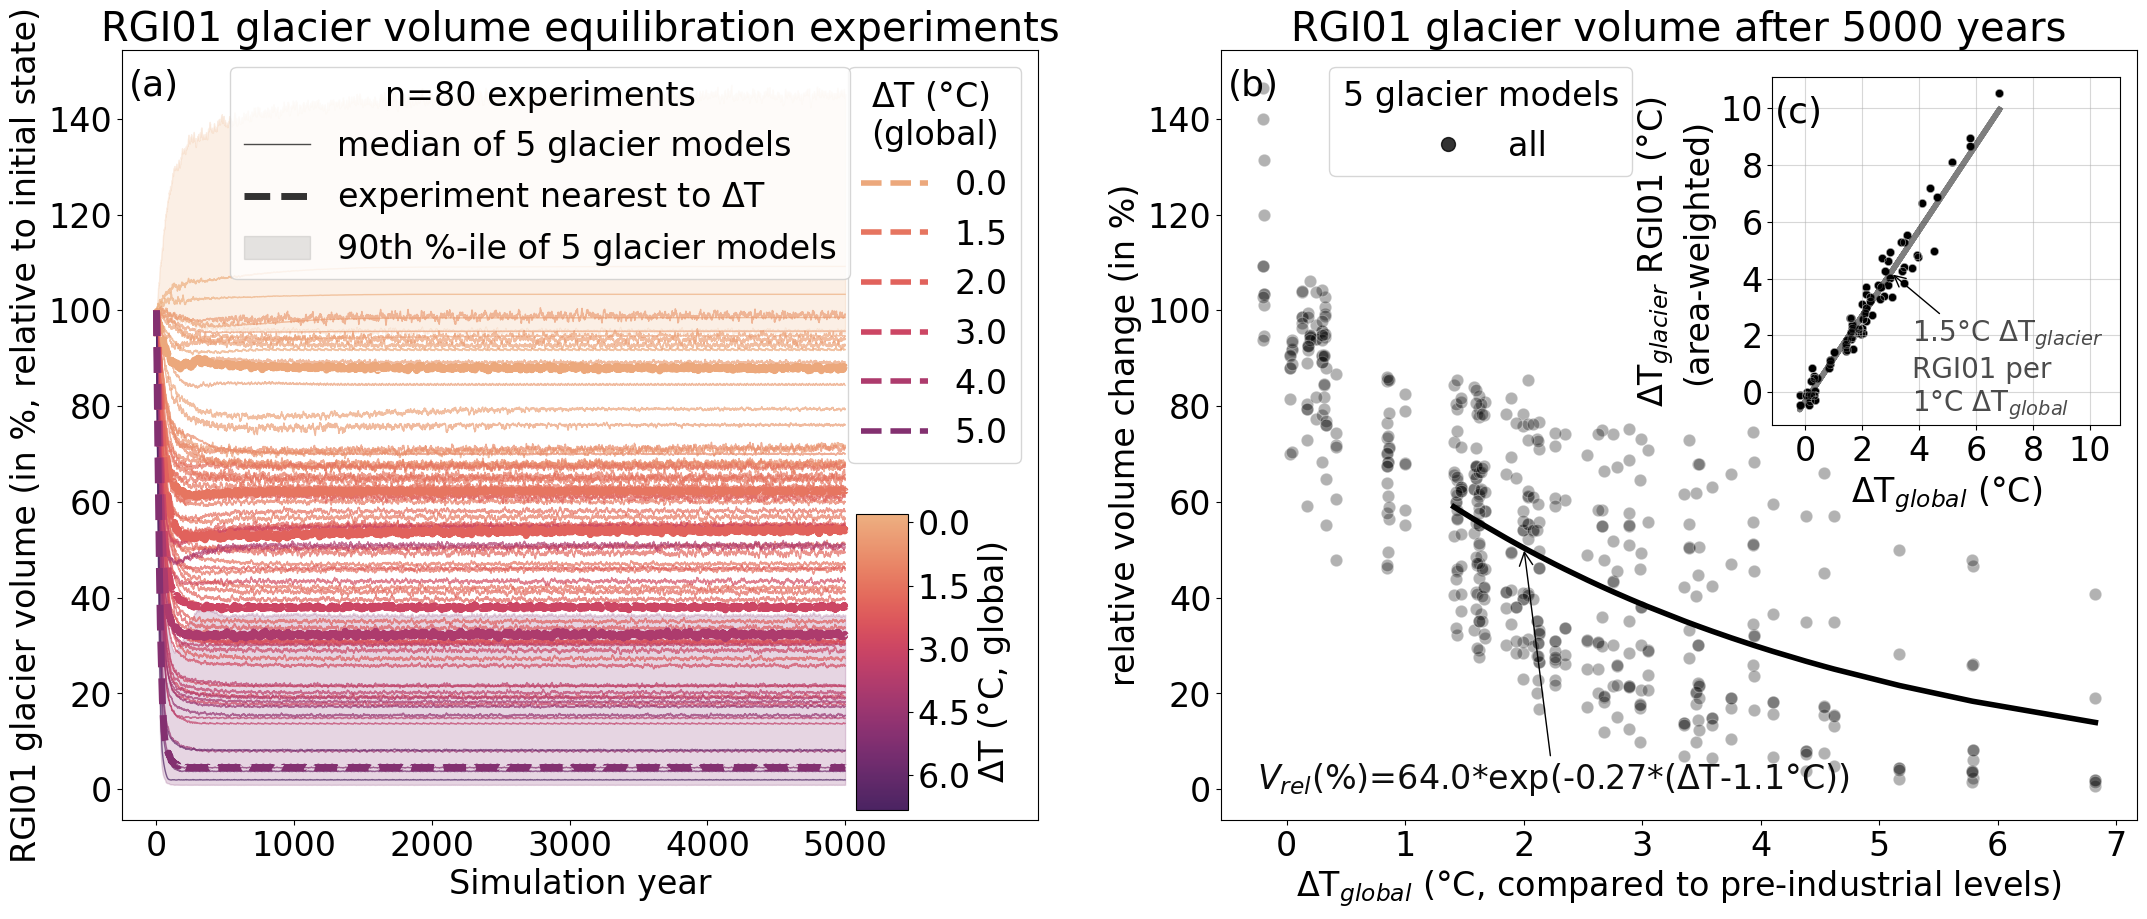 RGI01 glacier volume equilibration experiments
(a)
n=80 experiments
median of 5 glacier models
experiment nearest to ΔT
90th %-ile of 5 glacier models
ΔT (°C)
(global)
0.0
1.5
2.0
3.0
4.0
5.0
RGI01 glacier volume (in %, relative to initial state)
140
120
100
80
60
40
20
0
0
1000
2000
3000
4000
5000
Simulation year
0.0
1.5
3.0
4.5
6.0
ΔT (°C, global)
RGI01 glacier volume after 5000 years
(b)
5 glacier models
all
relative volume change (in %)
140
120
100
80
60
40
20
0
V_rel(%)=64.0*exp(-0.27*(ΔT-1.1°C))
0
1
2
3
4
5
6
7
ΔT_global (°C, compared to pre-industrial levels)
(c)
ΔT_glacier RGI01 (°C)
(area-weighted)
10
8
6
4
2
0
1.5°C ΔT_glacier
RGI01 per
1°C ΔT_global
0
2
4
6
8
10
ΔT_global (°C)